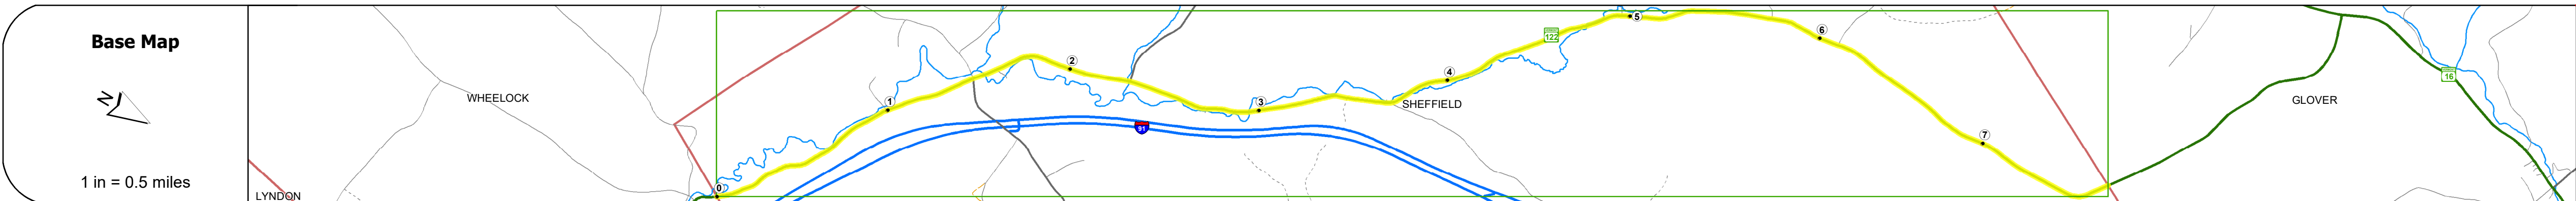 Base Map
N
1 in = 0.5 miles
WHEELOCK
LYNDON
0
1
2
91
3
4
SHEFFIELD
122
5
6
7
GLOVER
16